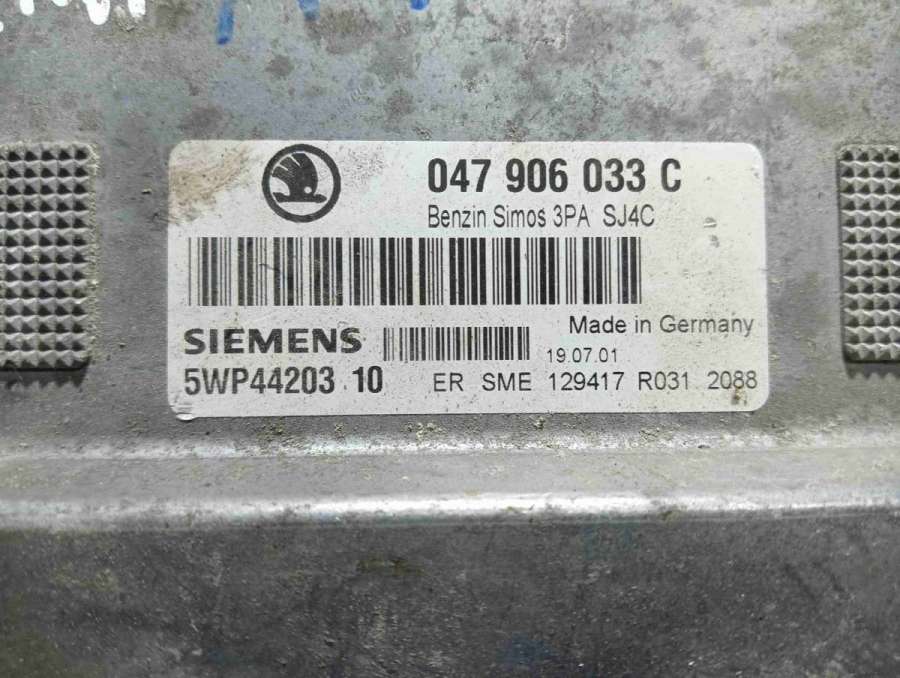 047 906 033 C
Benzin Simos 3PA SJ4C
Made in Germany
SIEMENS
19.07.01
5WP44203 10 ER SME 129417 R031 2088